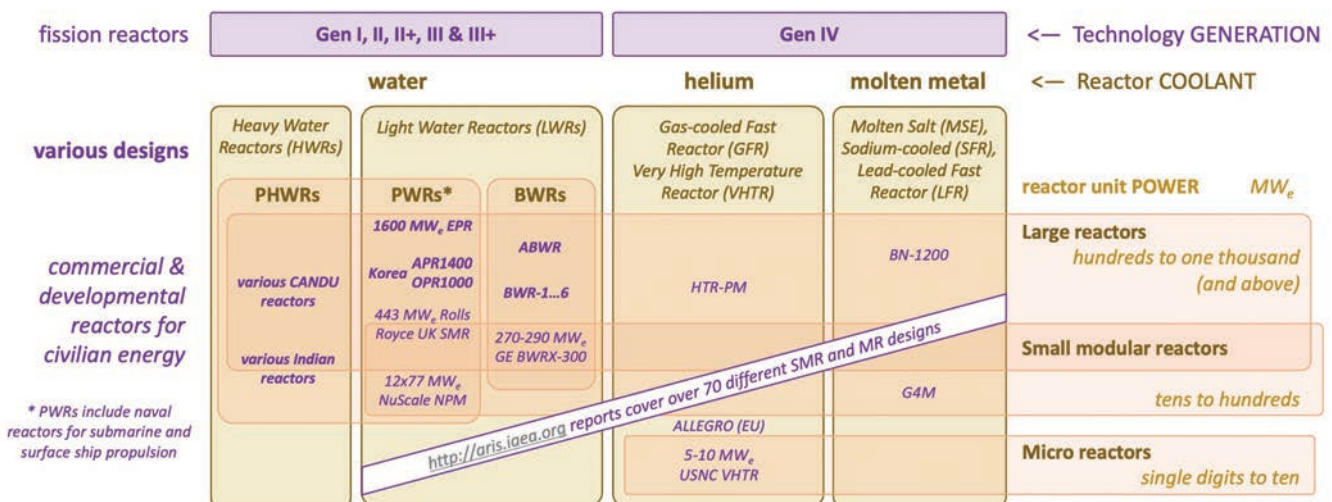 fission reactors
Gen I, II, II+, III & III+
Gen IV
<— Technology GENERATION
water
helium
molten metal
<— Reactor COOLANT
various designs
Heavy Water
Reactors (HWRs)
Light Water Reactors (LWRs)
Gas-cooled Fast
Reactor (GFR)
Very High Temperature
Reactor (VHTR)
Molten Salt (MSE),
Sodium-cooled (SFR),
Lead-cooled Fast
Reactor (LFR)
reactor unit POWER MWe
PHWRs
PWRs*
BWRs
commercial &
developmental
reactors for
civilian energy
various CANDU
reactors
various Indian
reactors
1600 MWe EPR
Korea APR1400
OPR1000
443 MWe Rolls
Royce UK SMR
12x77 MWe
NuScale NPM
ABWR
BWR-1...6
270-290 MWe
GE BWRX-300
HTR-PM
ALLEGRO (EU)
5-10 MWe
USNC VHTR
BN-1200
G4M
Large reactors
hundreds to one thousand
(and above)
Small modular reactors
tens to hundreds
Micro reactors
single digits to ten
http://aris.iaea.org reports cover over 70 different SMR and MR designs
* PWRs include naval
reactors for submarine and
surface ship propulsion